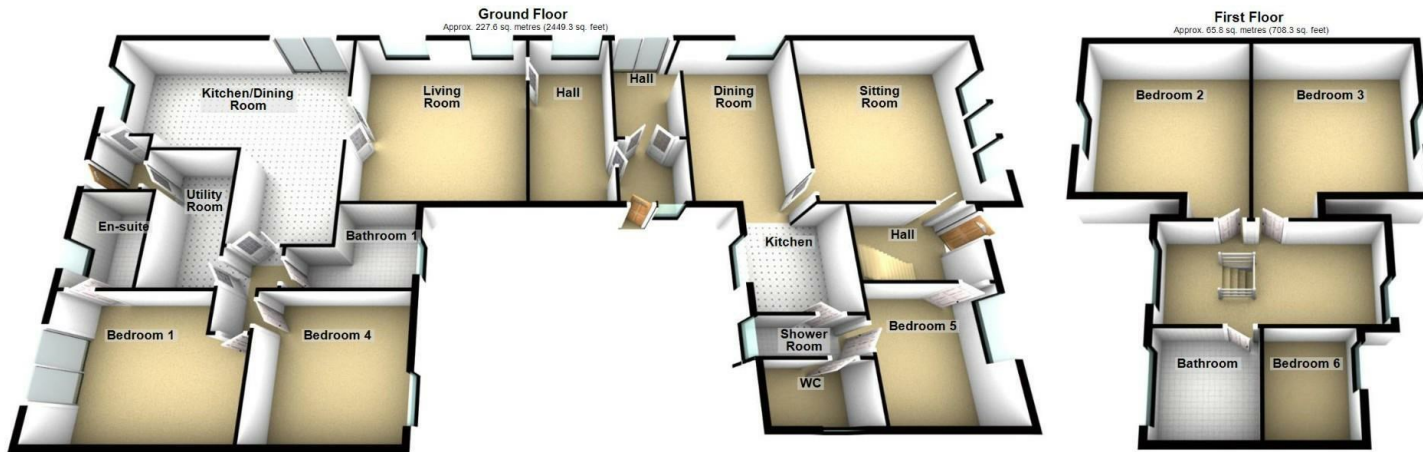 Ground Floor
Approx. 227.6 sq. metres (2449.3 sq. feet)
Kitchen/Dining
Room
Living
Room
Hall
Hall
Dining
Room
Sitting
Room
Utility
Room
En-suite
Bathroom 1
Kitchen
Hall
Bedroom 1
Bedroom 4
Shower
Room
Bedroom 5
WC
First Floor
Approx. 65.8 sq. metres (708.3 sq. feet)
Bedroom 2
Bedroom 3
Bathroom
Bedroom 6